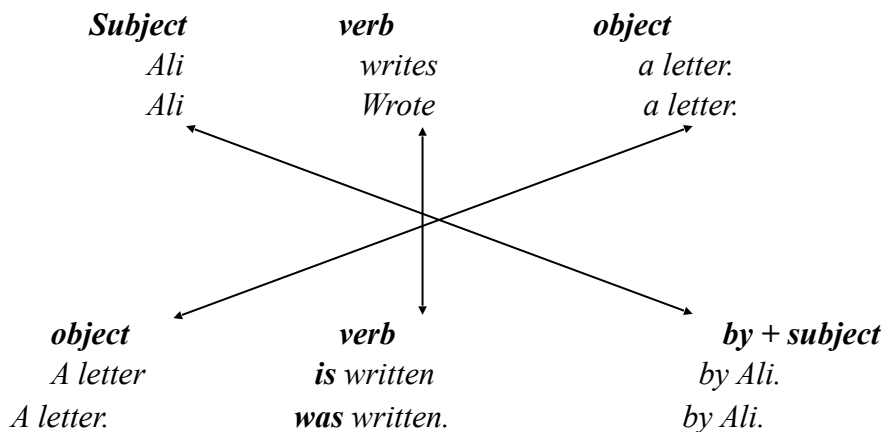 Subject verb object
Ali writes a letter.
Ali Wrote a letter.
object verb by + subject
A letter is written by Ali.
A letter. was written. by Ali.